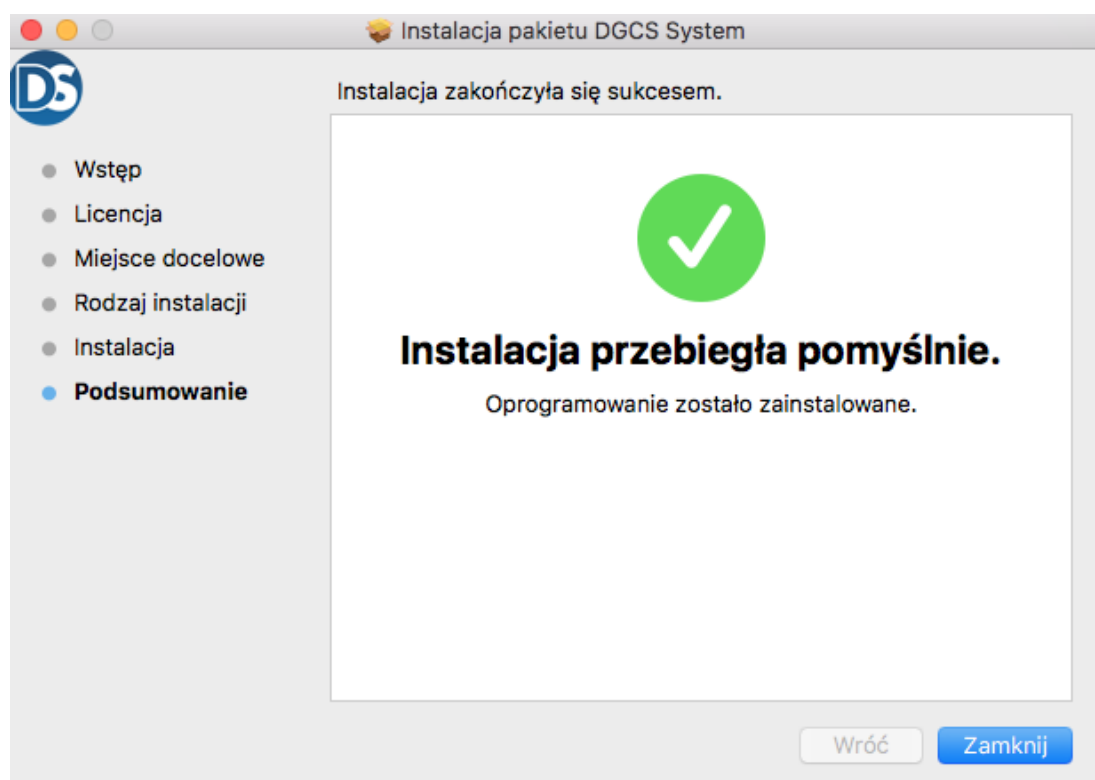 Instalacja pakietu DGCS System
DS
Instalacja zakończyła się sukcesem.
Wstęp
Licencja
Miejsce docelowe
Rodzaj instalacji
Instalacja
Podsumowanie
Instalacja przebiegła pomyślnie.
Oprogramowanie zostało zainstalowane.
Wróć
Zamknij